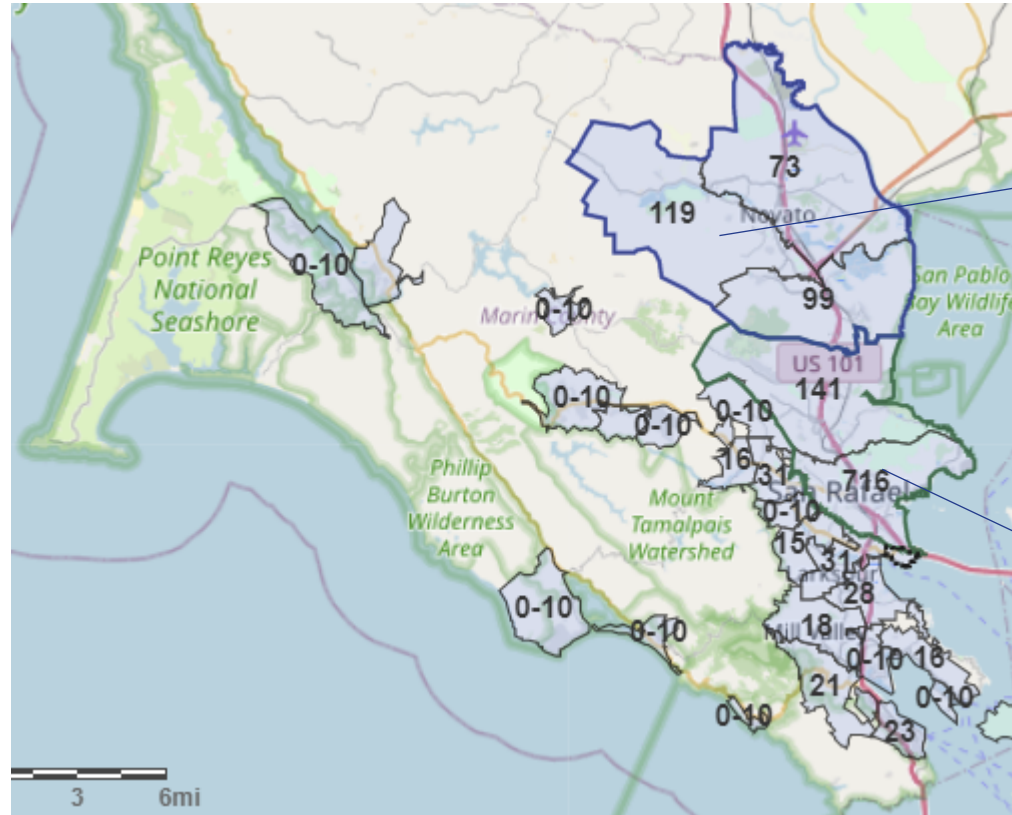 y
73
119
Novato
Point Reyes
National
Seashore
0-10
San Pablo
Bay Wildlife
Area
99
0-10
Marin County
US 101
141
0-10
0-10
0-10
16
31
716
San Rafael
Phillip
Burton
Wilderness
Area
Mount
Tamalpais
Watershed
0-10
15
31
Larkspur
28
0-10
18
Mill Valley
0-10
0-10
16
21
0-10
0-10
23
3
6mi